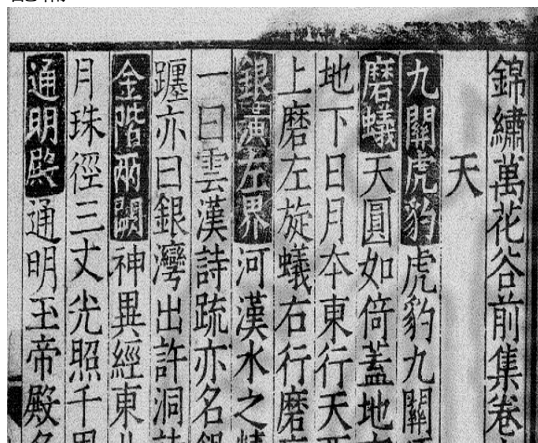 錦繡萬花谷前集卷
天
九關虎豹虎豹九關
磨蟻天圓如倚蓋地
地下日月夲東行天
上磨左旋蟻右行磨
銀潢左界河漢水之精
一曰雲漢詩疏亦名銀
躔亦曰銀灣出許洞
金階兩闕神異經東
月珠徑三丈光照千
通明殿通明玉帝殿